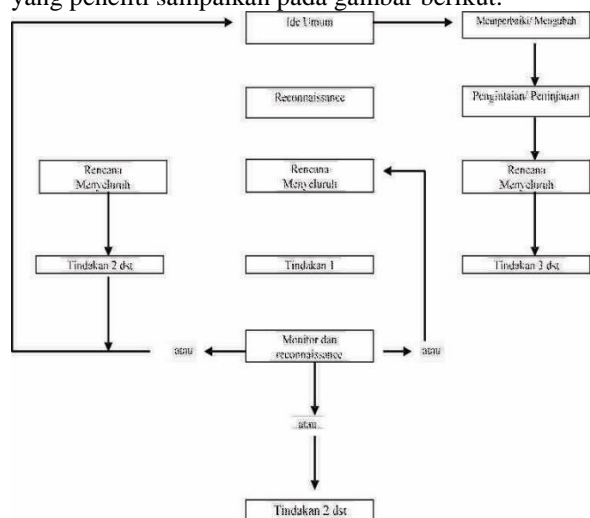 yang peneliti sampaikan pada gambar berikut:
Ide Umum
Memperbaiki/ Mengubah
Reconnaissance
Pengintaian/ Peninjauan
Rencana
Menyeluruh
Rencana
Menyeluruh
Rencana
Menyeluruh
Tindakan 2 dst
Tindakan 1
Tindakan 3 dst
atau
Monitor dan
reconnaissance
atau
atau
Tindakan 2 dst